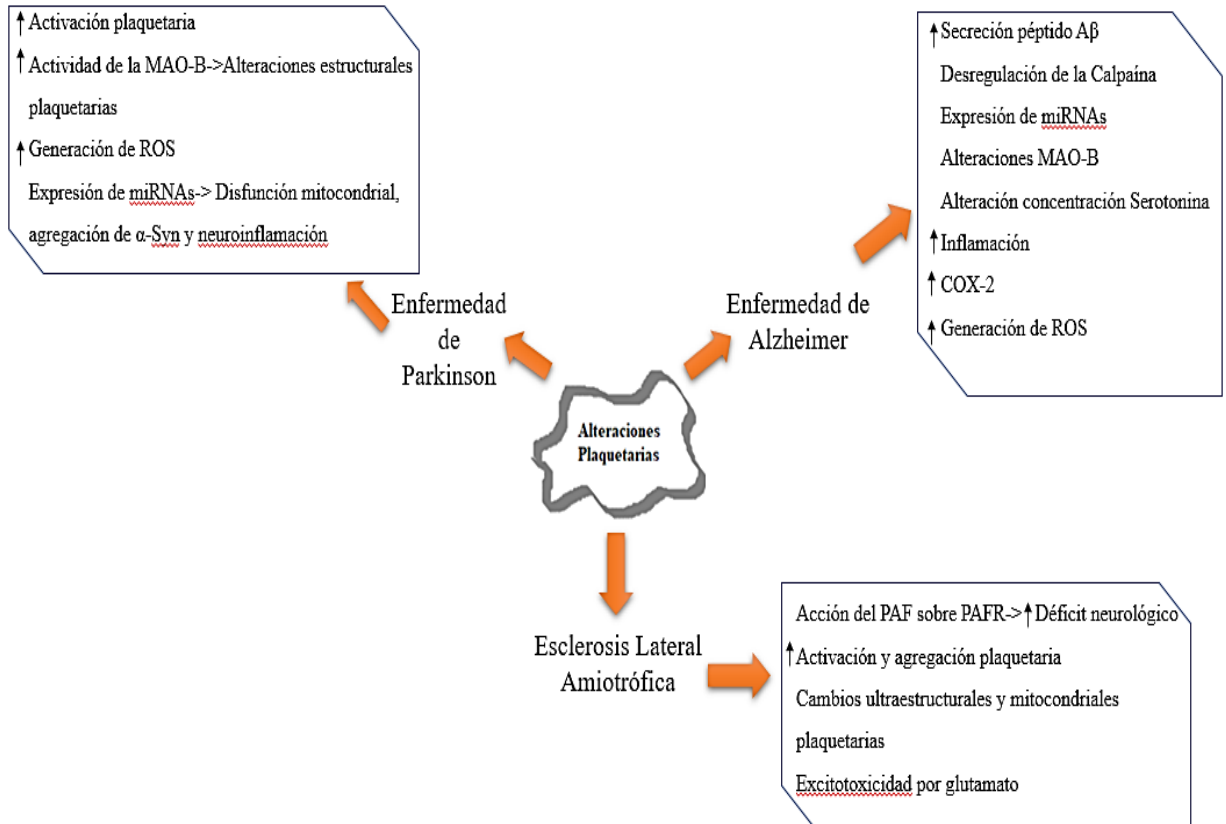 ↑ Activación plaquetaria
↑ Actividad de la MAO-B->Alteraciones estructurales
plaquetarias
↑ Generación de ROS
Expresión de miRNAs-> Disfunción mitocondrial,
agregación de α-Syn y neuroinflamación
↑ Secreción péptido Aβ
Desregulación de la Calpaína
Expresión de miRNAs
Alteraciones MAO-B
Alteración concentración Serotonina
↑ Inflamación
↑ COX-2
↑ Generación de ROS
Enfermedad
de
Parkinson
Enfermedad de
Alzheimer
Alteraciones
Plaquetarias
Esclerosis Lateral
Amiotrófica
Acción del PAF sobre PAFR->↑ Déficit neurológico
↑ Activación y agregación plaquetaria
Cambios ultraestructurales y mitocondriales
plaquetarias
Excitotoxicidad por glutamato